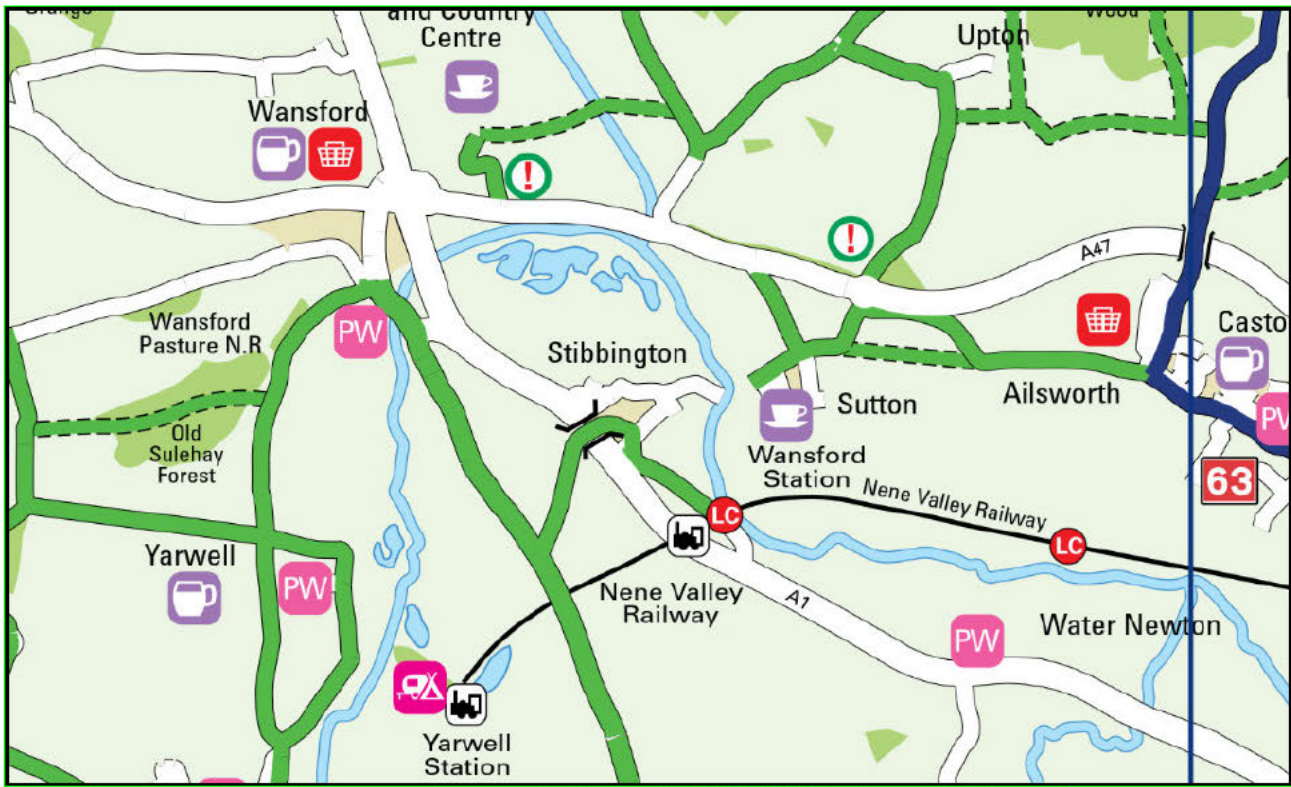 and Country
Centre
Upton
Wansford
A47
Wansford
Pasture N.R
PW
Stibbington
Casto
Ailsworth
Sutton
Old
Sulehay
Forest
Wansford
Station
Nene Valley Railway
63
LC
LC
Yarwell
PW
Nene Valley
Railway
A1
PW
Water Newton
Yarwell
Station